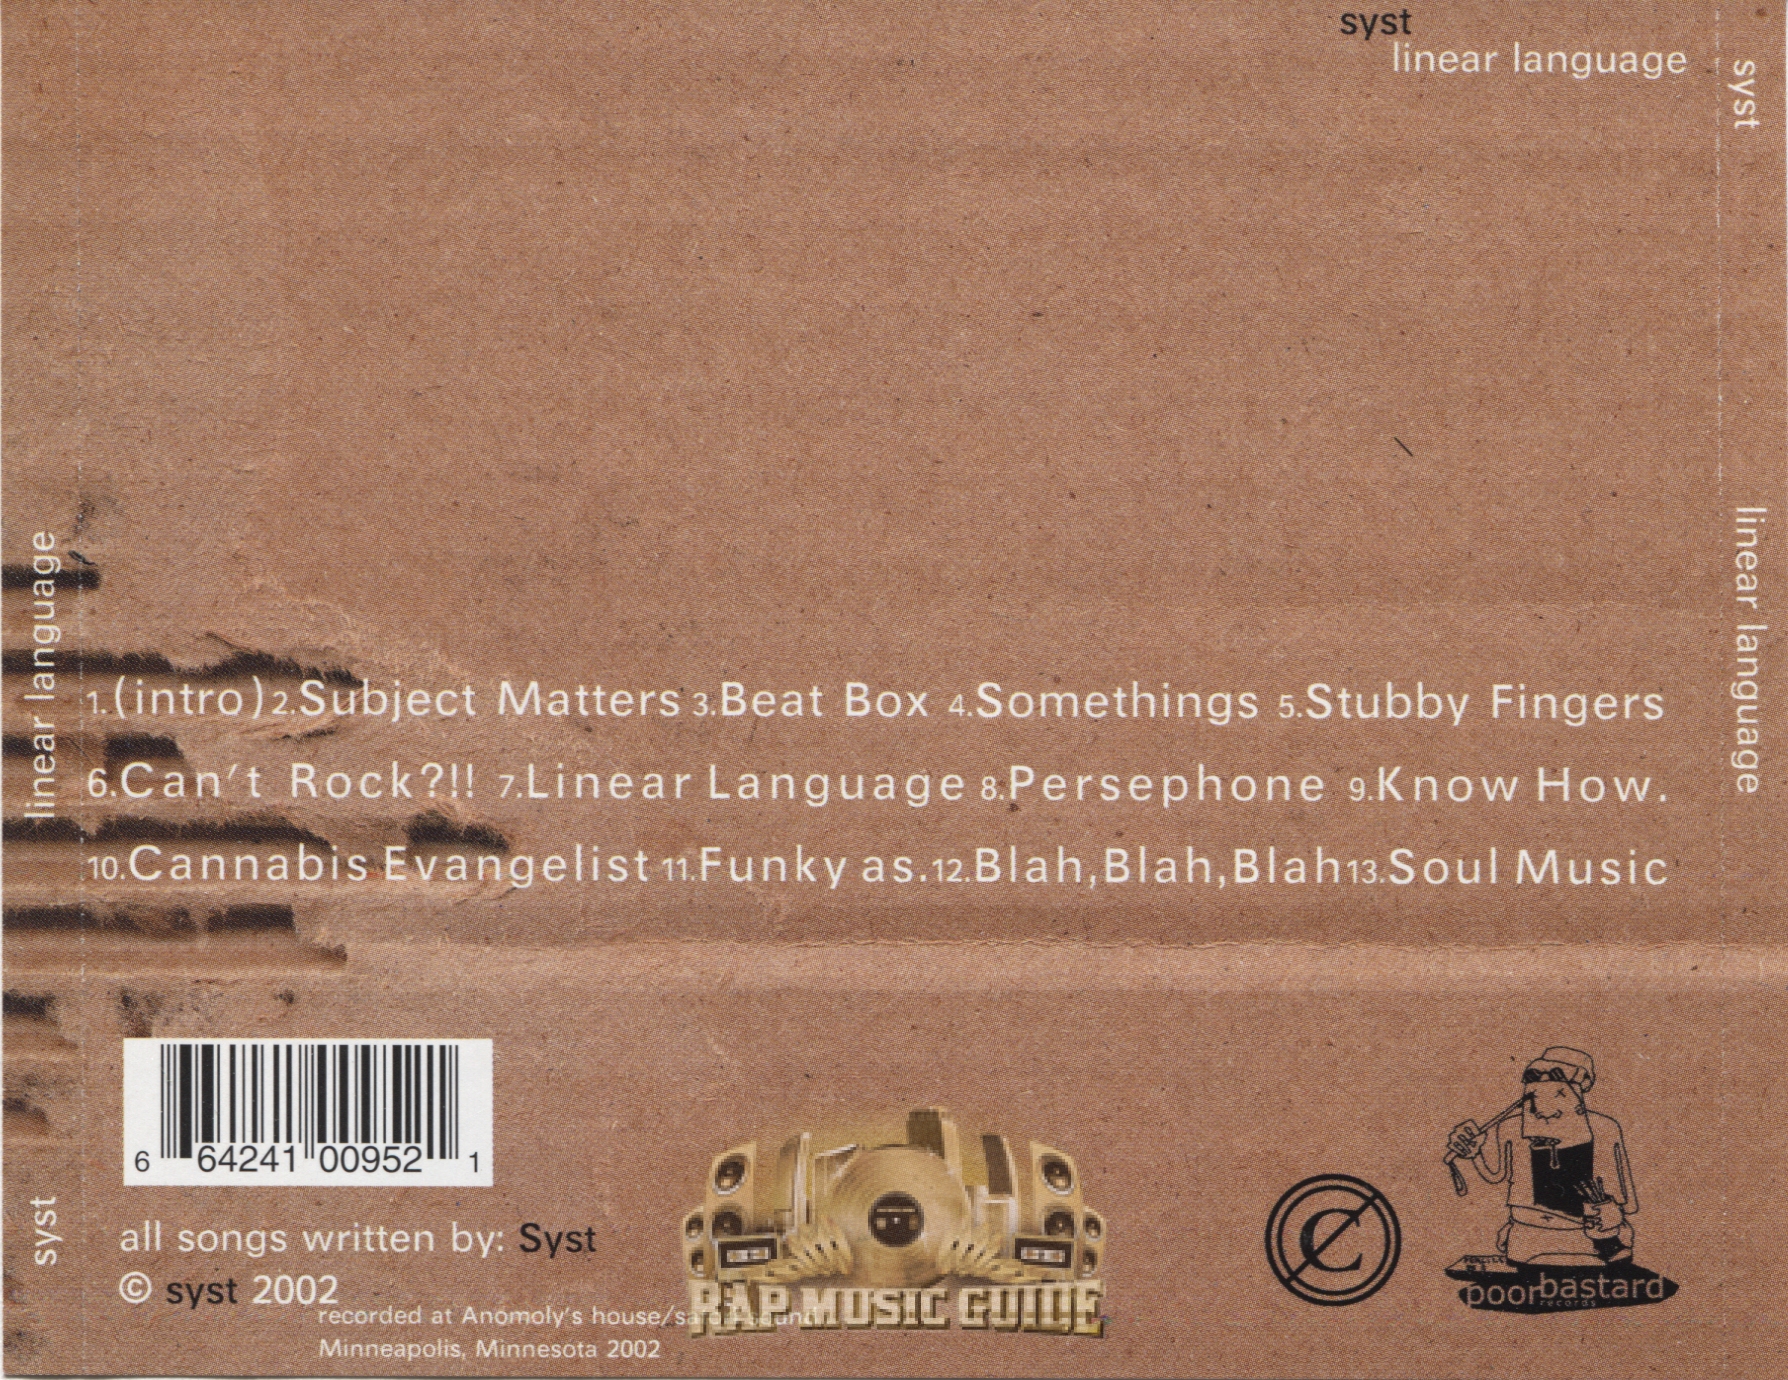 syst
linear language
syst
linear language
linear language
syst
1.(intro) 2.Subject Matters 3.Beat Box 4.Somethings 5.Stubby Fingers
6.Can't Rock?!! 7.Linear Language 8.Persephone 9.Know How.
10.Cannabis Evangelist 11.Funky as. 12.Blah,Blah,Blah 13.Soul Music
6 64241 00952 1
all songs written by: Syst
© syst 2002
recorded at Anomoly's house/ sound
Minneapolis, Minnesota 2002
RAP MUSIC GUIDE
C
poorbastard
records